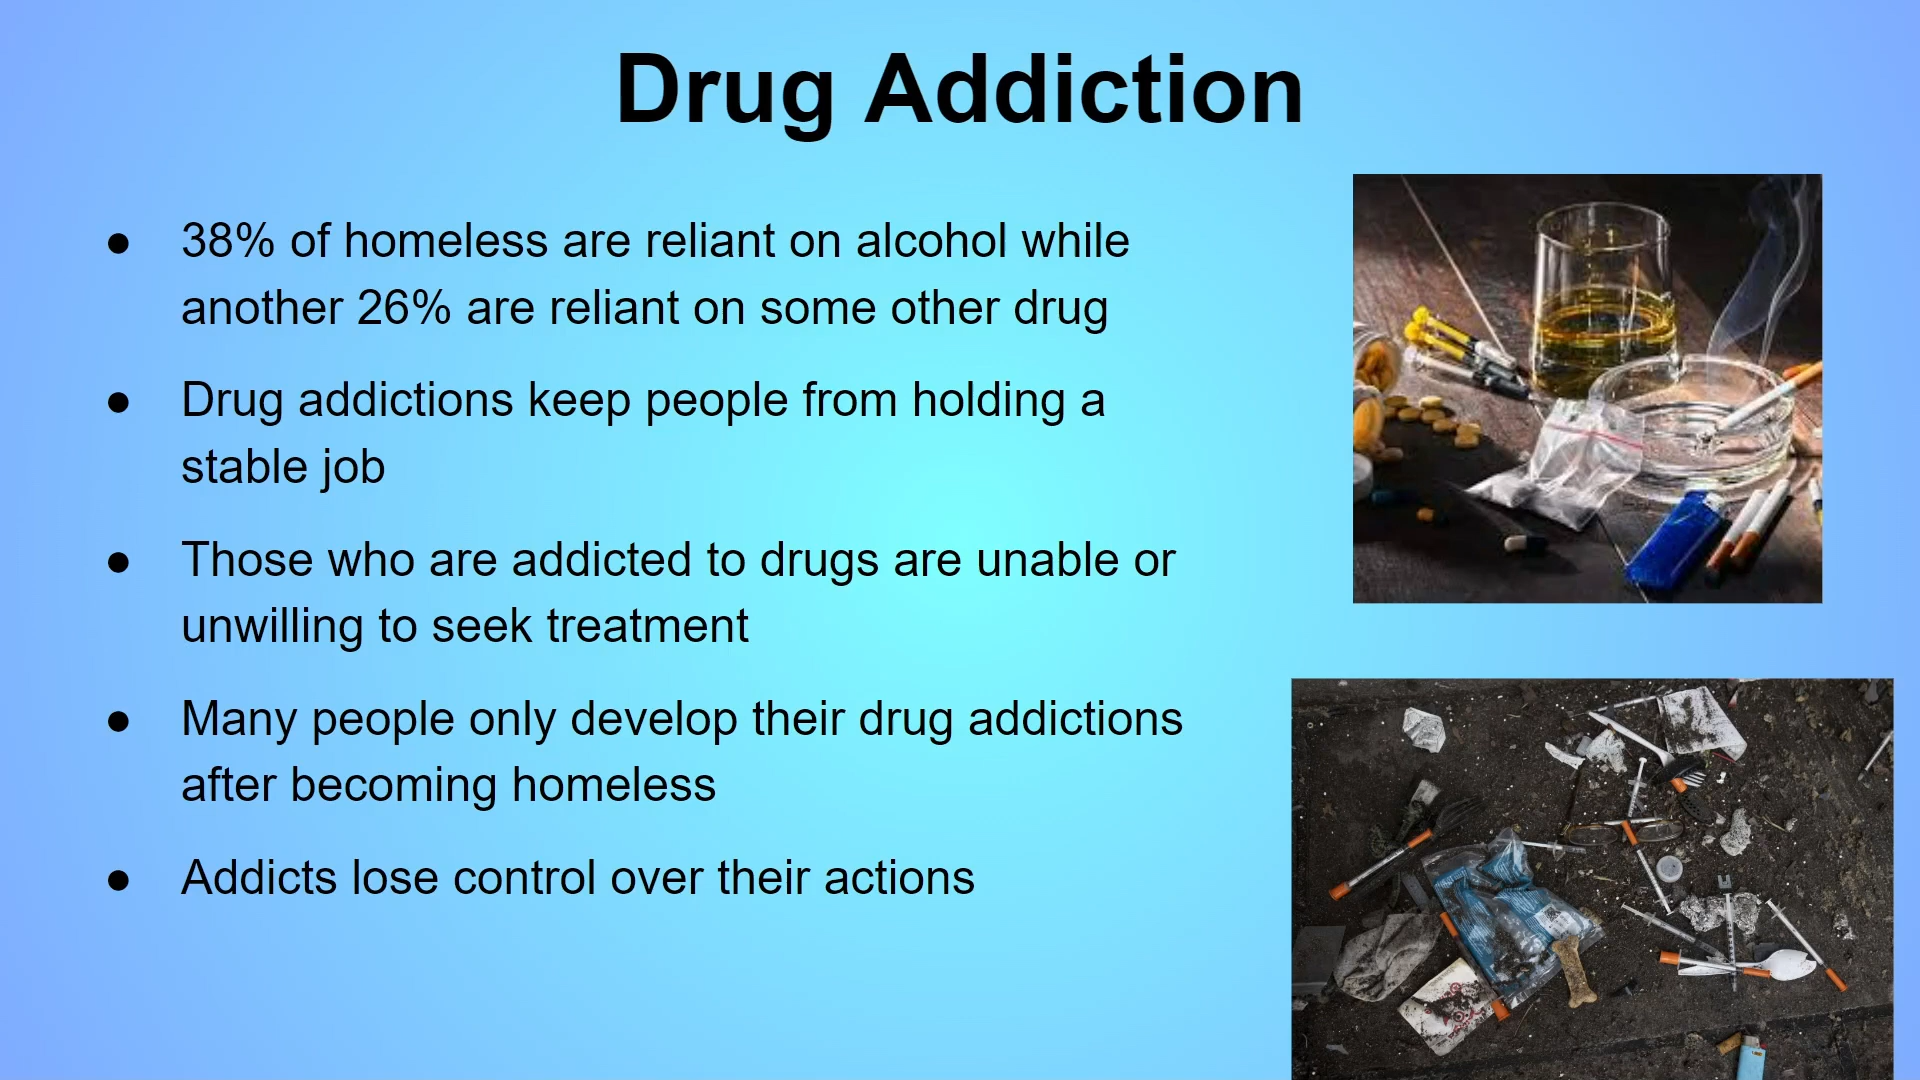 Drug Addiction
● 38% of homeless are reliant on alcohol while
another 26% are reliant on some other drug
● Drug addictions keep people from holding a
stable job
● Those who are addicted to drugs are unable or
unwilling to seek treatment
● Many people only develop their drug addictions
after becoming homeless
● Addicts lose control over their actions